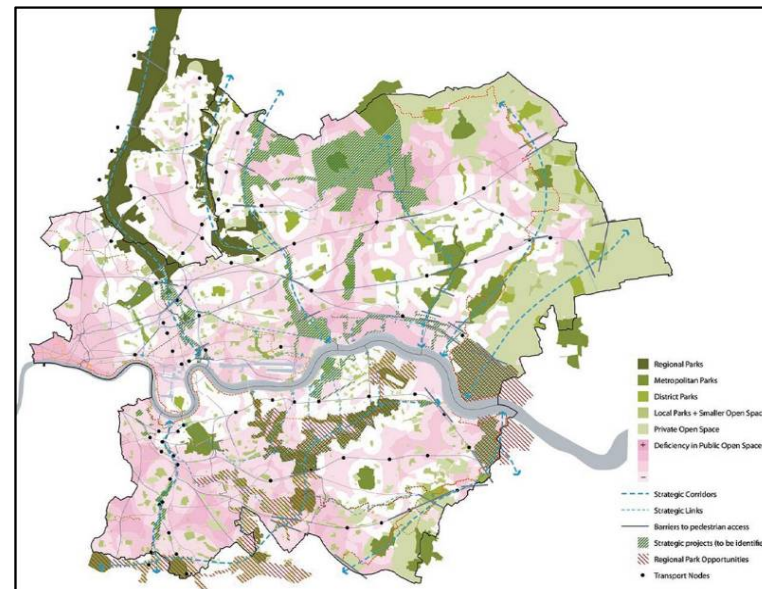 Regional Parks
Metropolitan Parks
District Parks
Local Parks + Smaller Open Spac
Private Open Space
+ Deficiency in Public Open Space
–
Strategic Corridors
Strategic Links
Barriers to pedestrian access
Strategic projects (to be identifie
Regional Park Opportunities
Transport Nodes